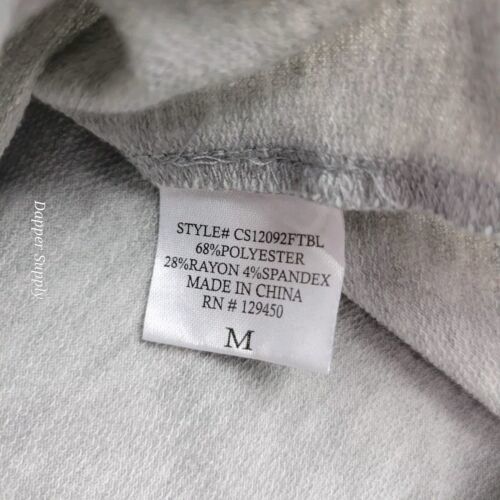 STYLE# CS12092FTBL
68%POLYESTER
28%RAYON 4%SPANDEX
MADE IN CHINA
RN # 129450
M
Dapper Supply